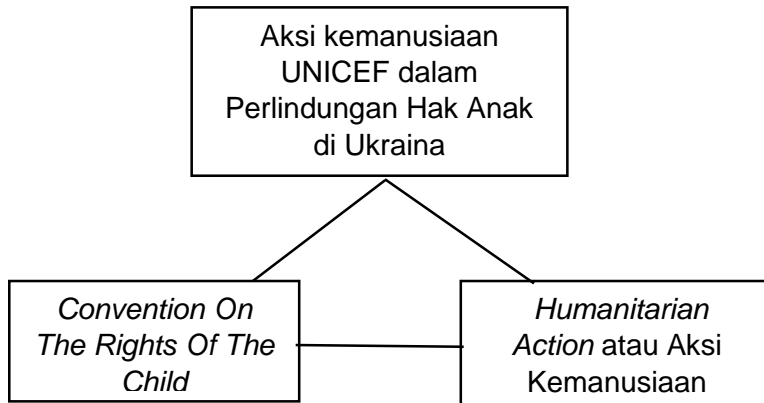 Aksi kemanusiaan
UNICEF dalam
Perlindungan Hak Anak
di Ukraina
Convention On
The Rights Of The
Child
Humanitarian
Action atau Aksi
Kemanusiaan